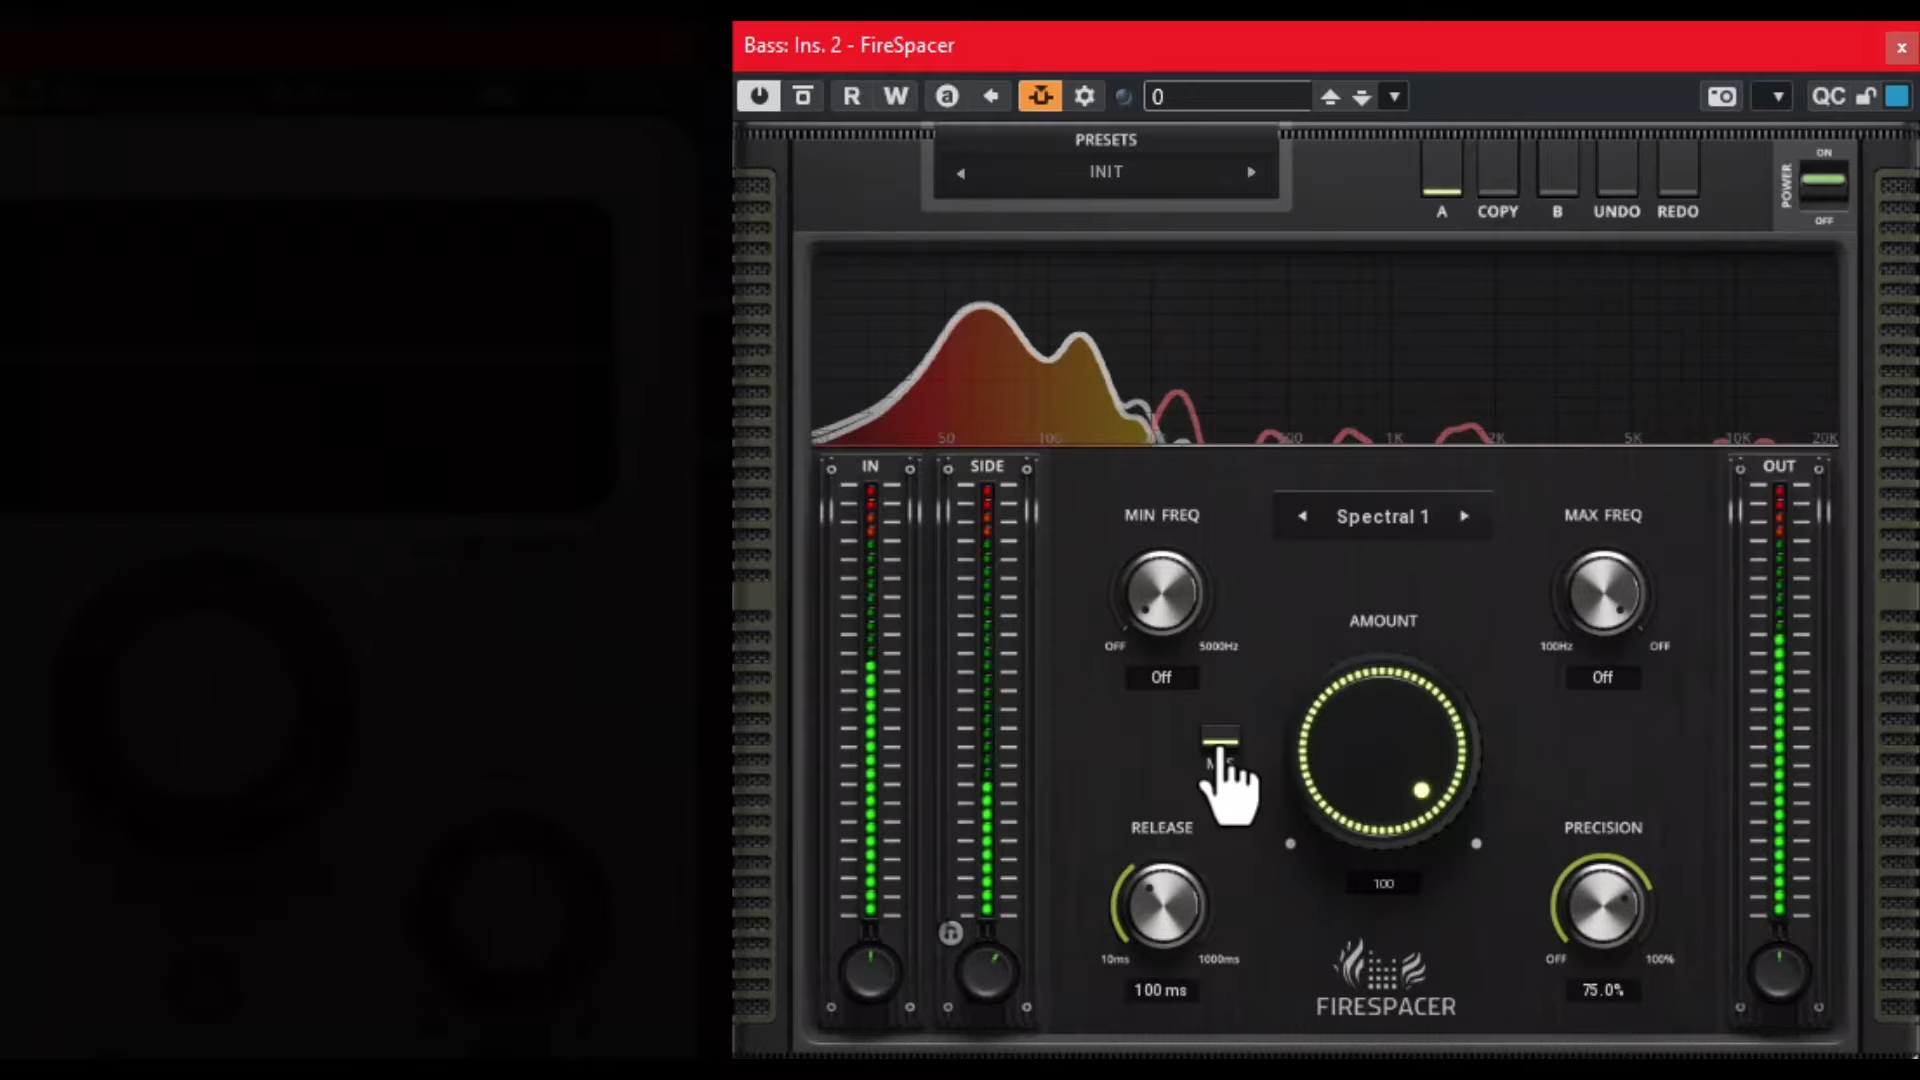 Bass: Ins. 2 - FireSpacer
x
R W a 0 QC
PRESETS
INIT
A COPY B UNDO REDO
POWER
ON
OFF
50 100 500 1K 2K 5K 10K 20K
IN SIDE OUT
MIN FREQ
OFF 5000Hz
Off
Spectral 1
MAX FREQ
100Hz OFF
Off
AMOUNT
100
RELEASE
10ms 1000ms
100 ms
PRECISION
OFF 100%
75.0%
FIRESPACER